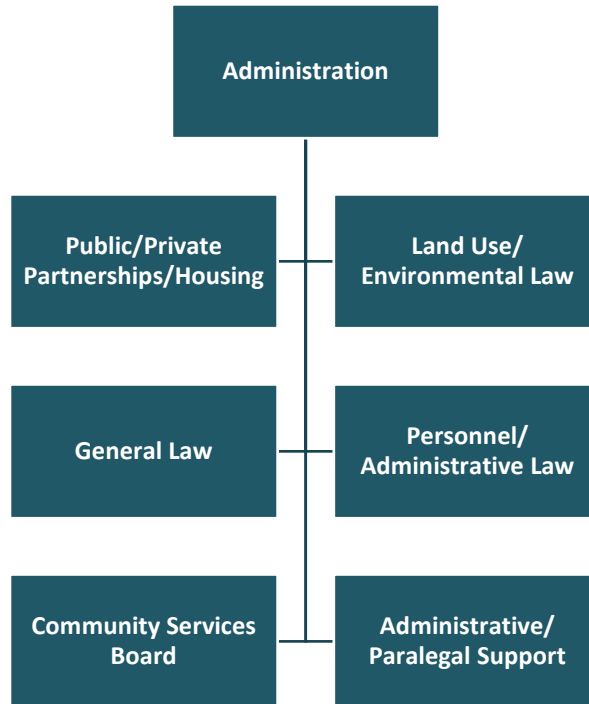 Administration
Public/Private
Partnerships/Housing
Land Use/
Environmental Law
General Law
Personnel/
Administrative Law
Community Services
Board
Administrative/
Paralegal Support